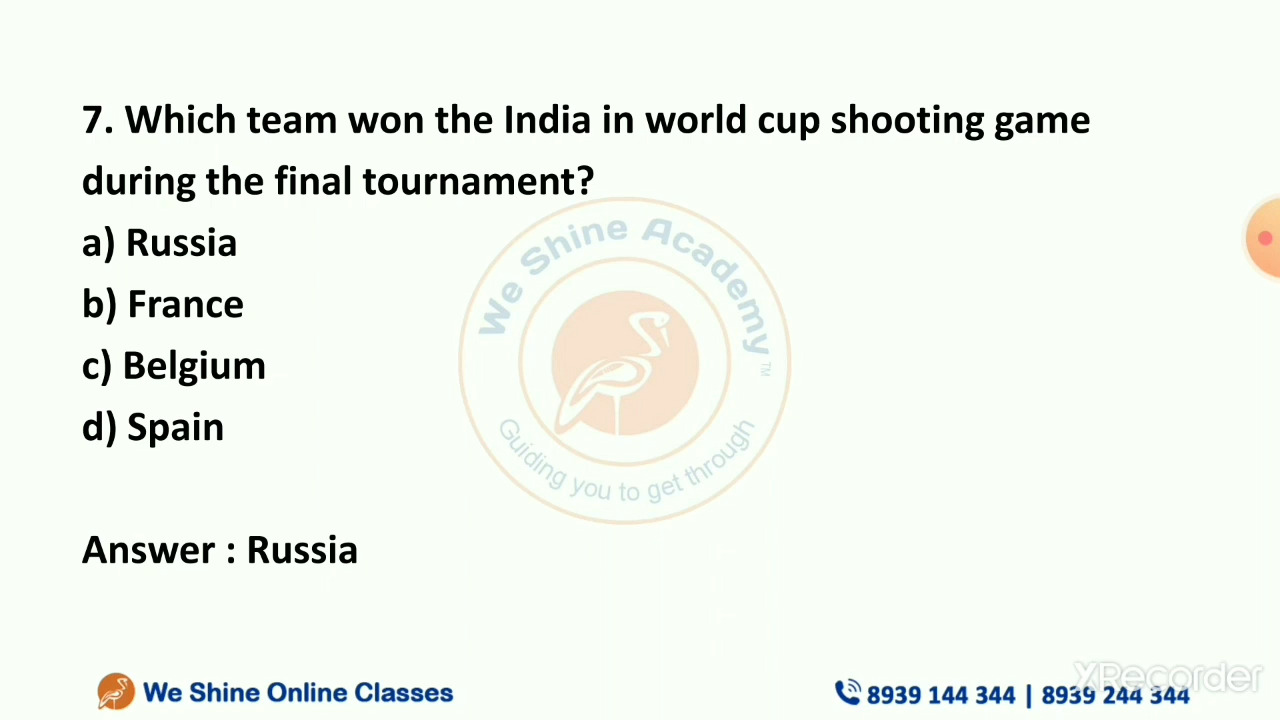 7. Which team won the India in world cup shooting game
during the final tournament?
a) Russia
b) France
c) Belgium
d) Spain
We Shine Academy
TM
Guiding you to get through
Answer : Russia
We Shine Online Classes
8939 144 344 | 8939 244 344
XRecorder